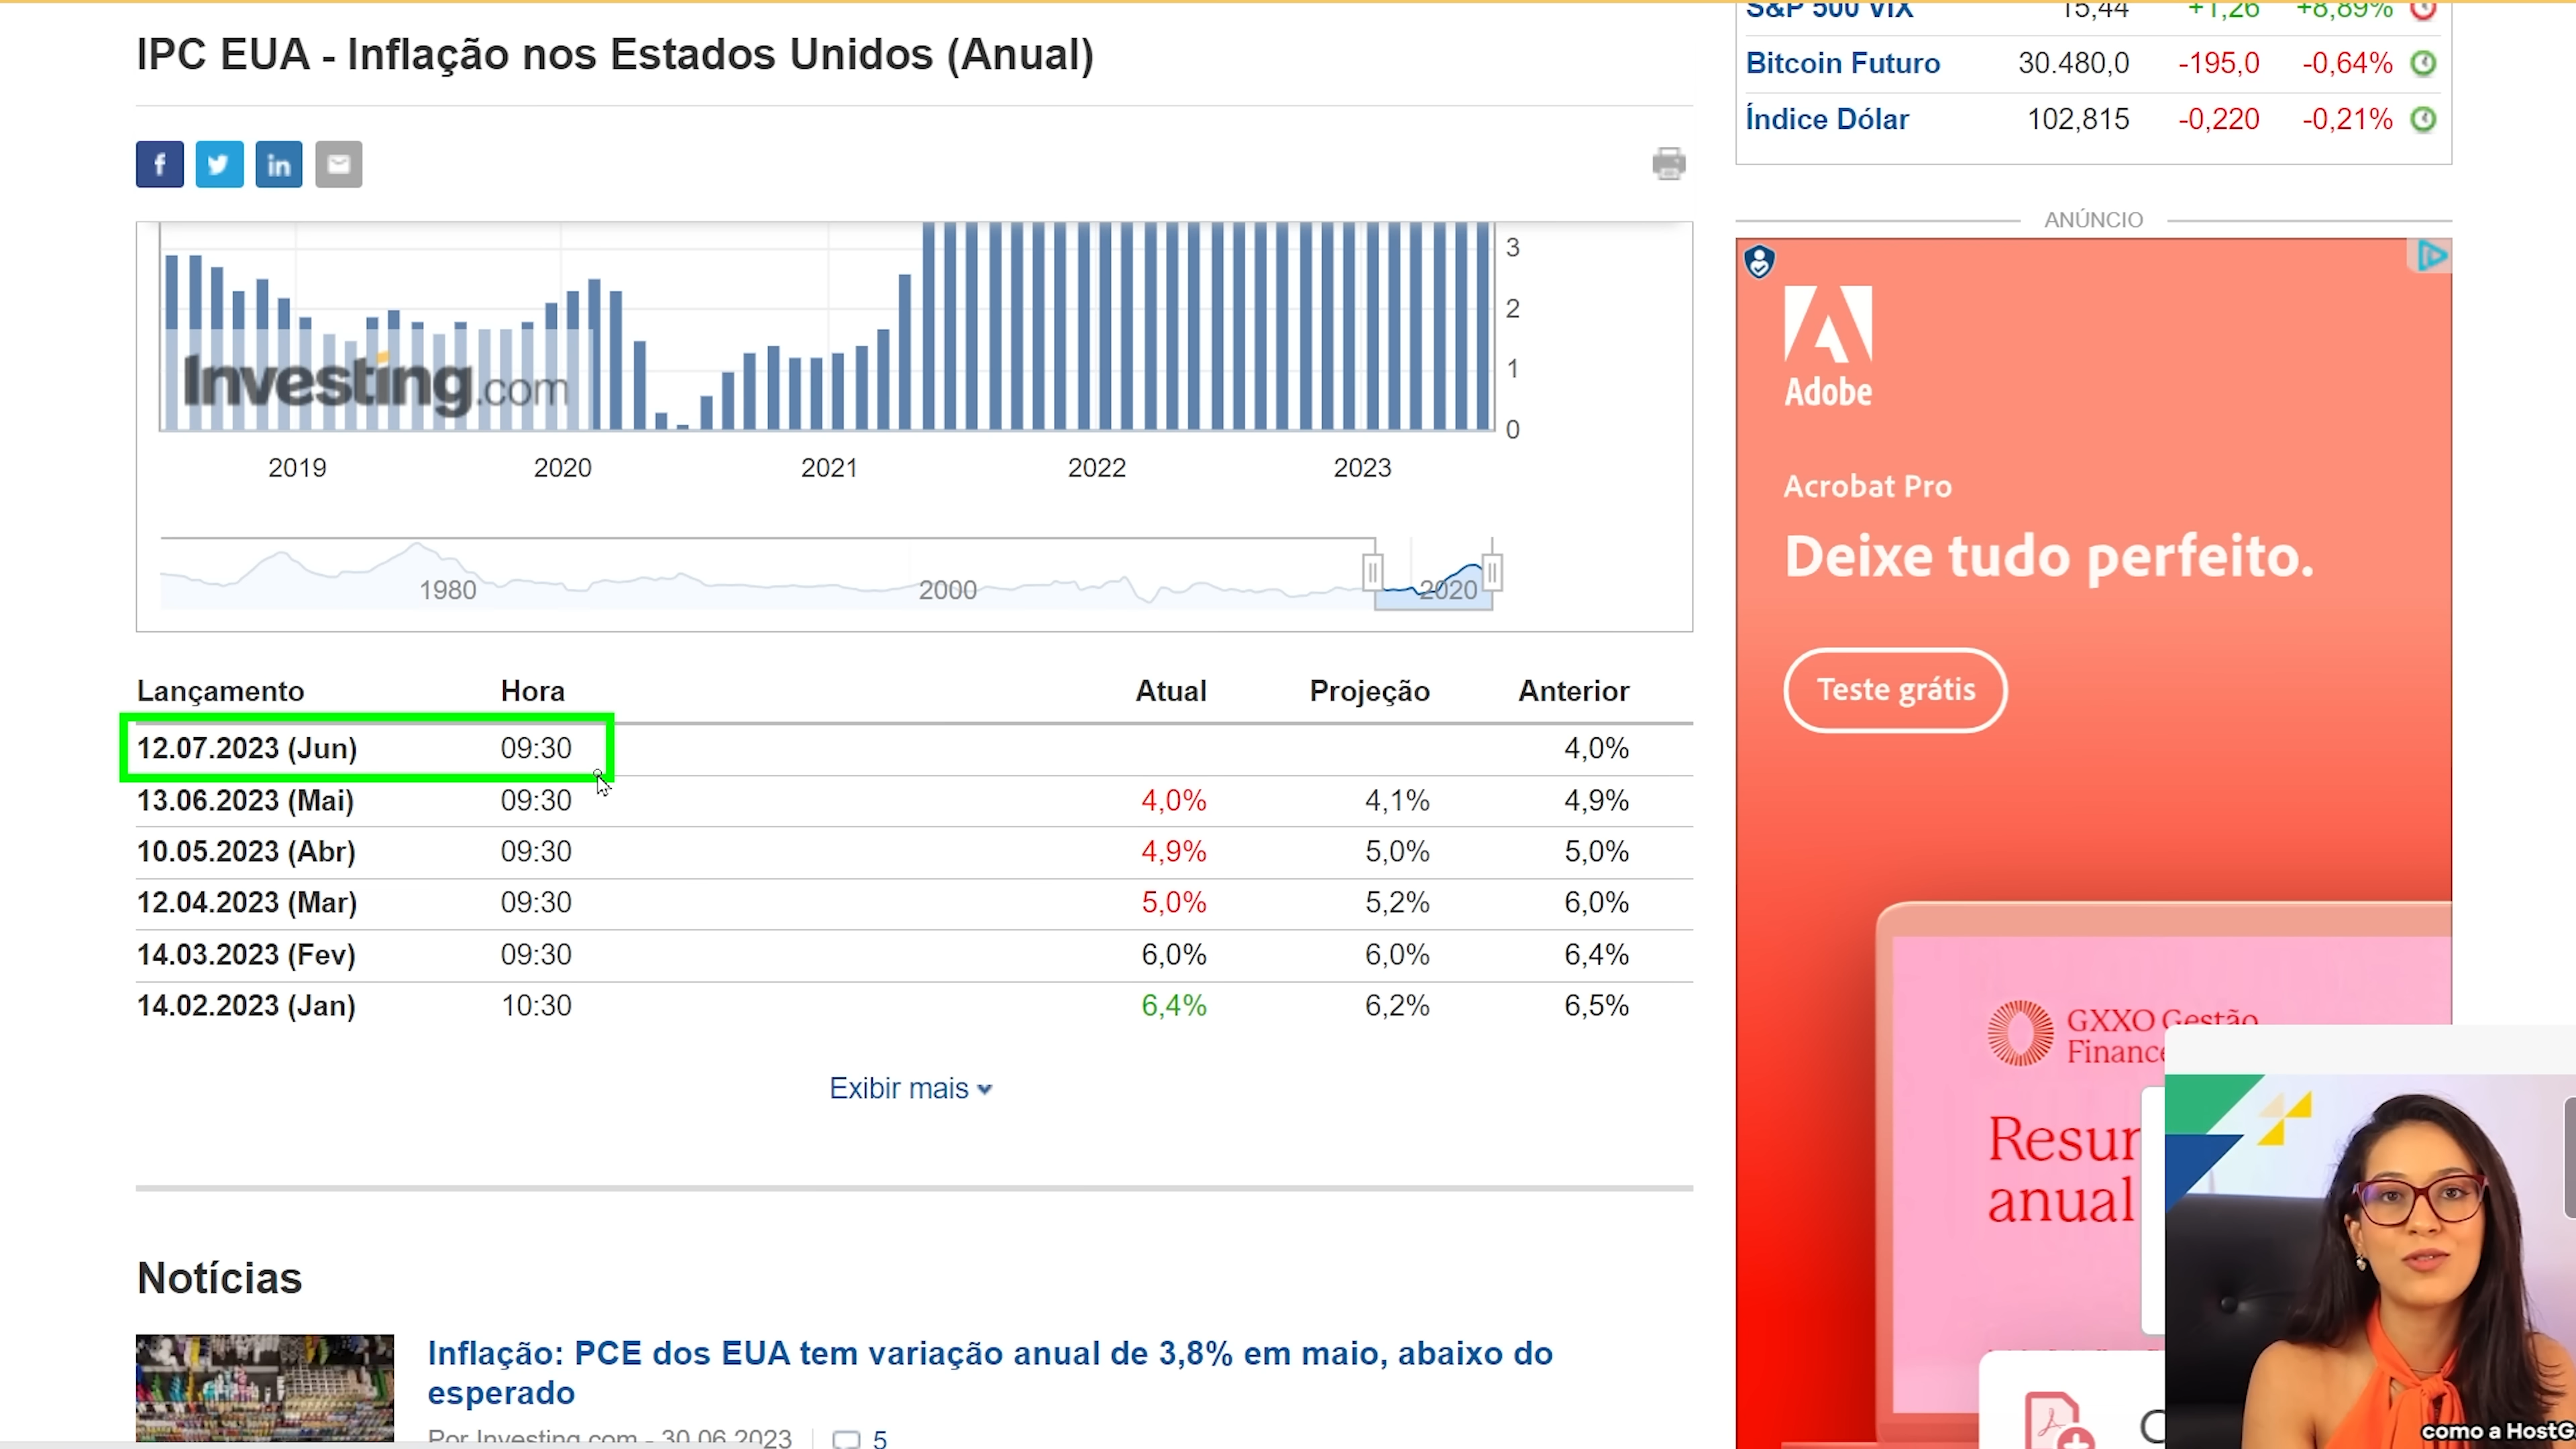 S&P 500 VIX 15,44 +1,26 +8,89%
IPC EUA - Inflação nos Estados Unidos (Anual)
Bitcoin Futuro 30.480,0 -195,0 -0,64%
Índice Dólar 102,815 -0,220 -0,21%
f in
ANÚNCIO
3
2
1
0
Investing.com
2019 2020 2021 2022 2023
1980 2000 2020
Adobe
Acrobat Pro
Deixe tudo perfeito.
Teste grátis
Lançamento Hora Atual Projeção Anterior
12.07.2023 (Jun) 09:30 4,0%
13.06.2023 (Mai) 09:30 4,0% 4,1% 4,9%
10.05.2023 (Abr) 09:30 4,9% 5,0% 5,0%
12.04.2023 (Mar) 09:30 5,0% 5,2% 6,0%
14.03.2023 (Fev) 09:30 6,0% 6,0% 6,4%
14.02.2023 (Jan) 10:30 6,4% 6,2% 6,5%
Exibir mais
GXXO Gestão
Finance
anual
Notícias
Inflação: PCE dos EUA tem variação anual de 3,8% em maio, abaixo do
esperado
Por Investing.com - 30.06.2023 5
como a HostG